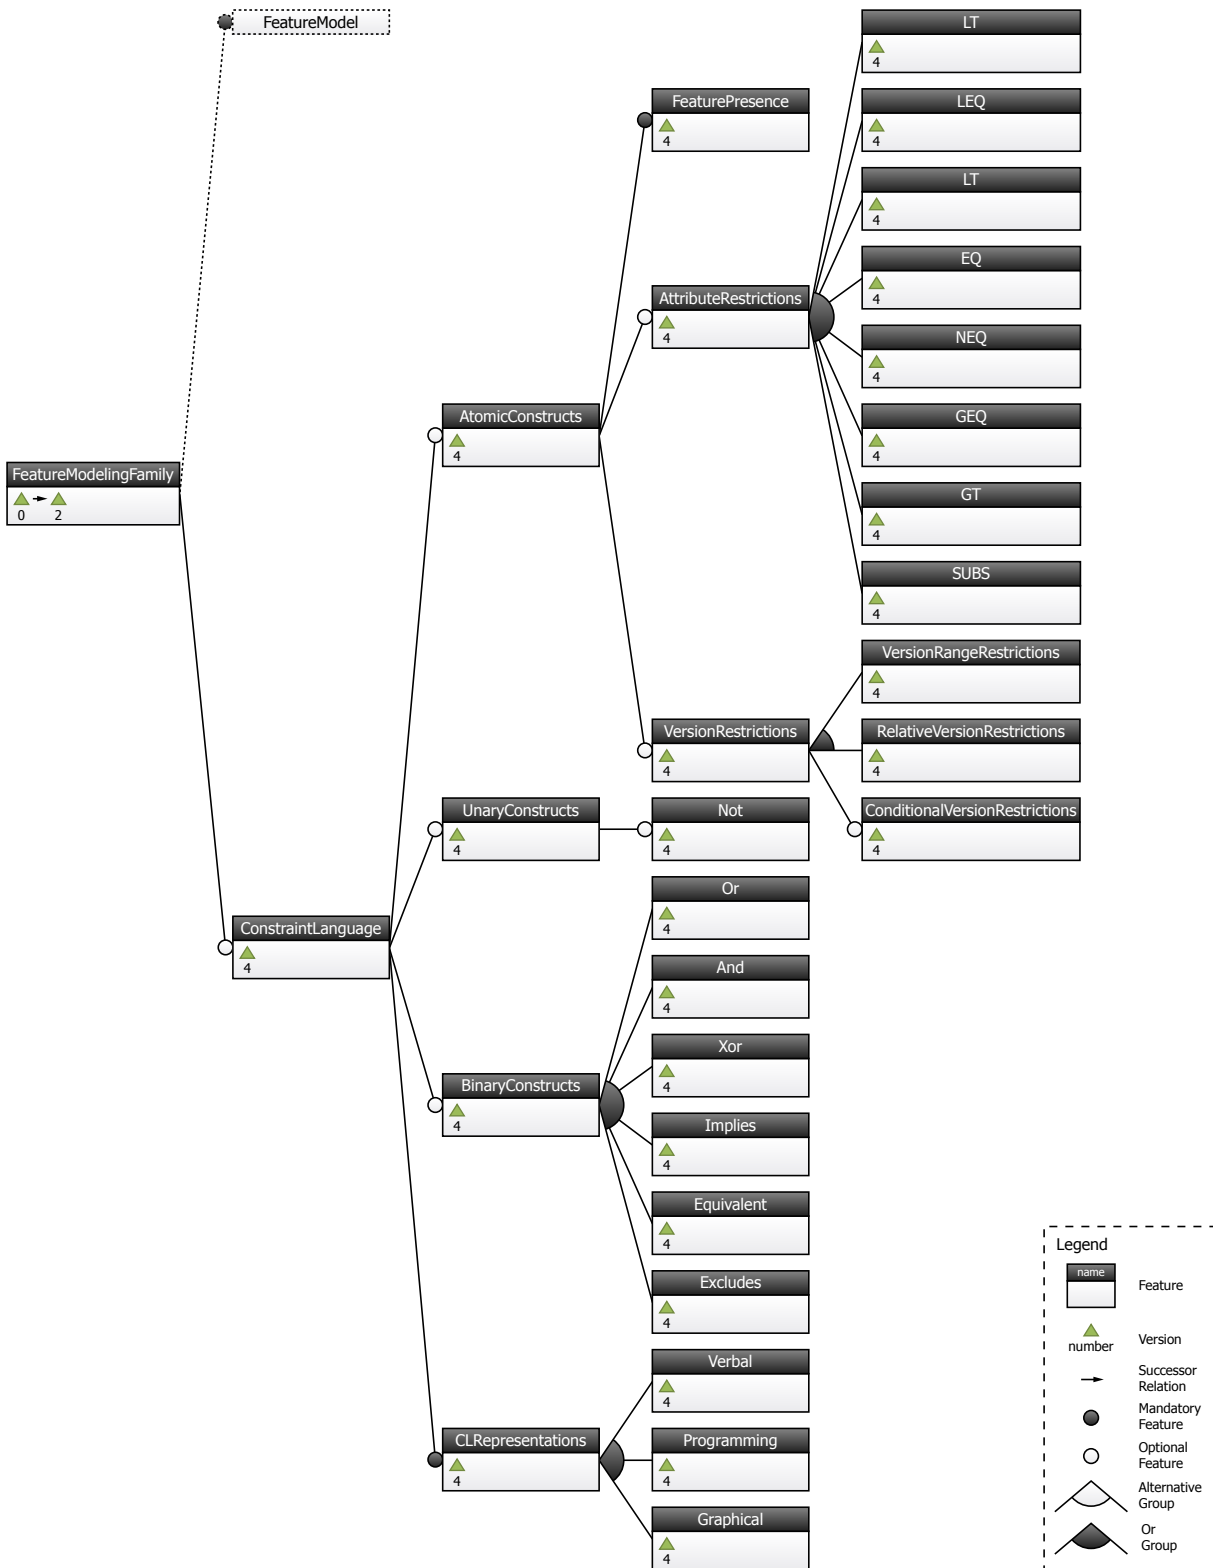 FeatureModel
LT
4
FeaturePresence
4
LEQ
4
LT
4
EQ
4
AttributeRestrictions
4
NEQ
4
AtomicConstructs
4
GEQ
4
FeatureModelingFamily
0 2
GT
4
SUBS
4
VersionRangeRestrictions
4
VersionRestrictions
4
RelativeVersionRestrictions
4
UnaryConstructs
4
Not
4
ConditionalVersionRestrictions
4
Or
4
ConstraintLanguage
4
And
4
Xor
4
BinaryConstructs
4
Implies
4
Equivalent
4
Excludes
4
Verbal
4
CLRepresentations
4
Programming
4
Graphical
4
Legend
name
Feature
number
Version
Successor
Relation
Mandatory
Feature
Optional
Feature
Alternative
Group
Or
Group